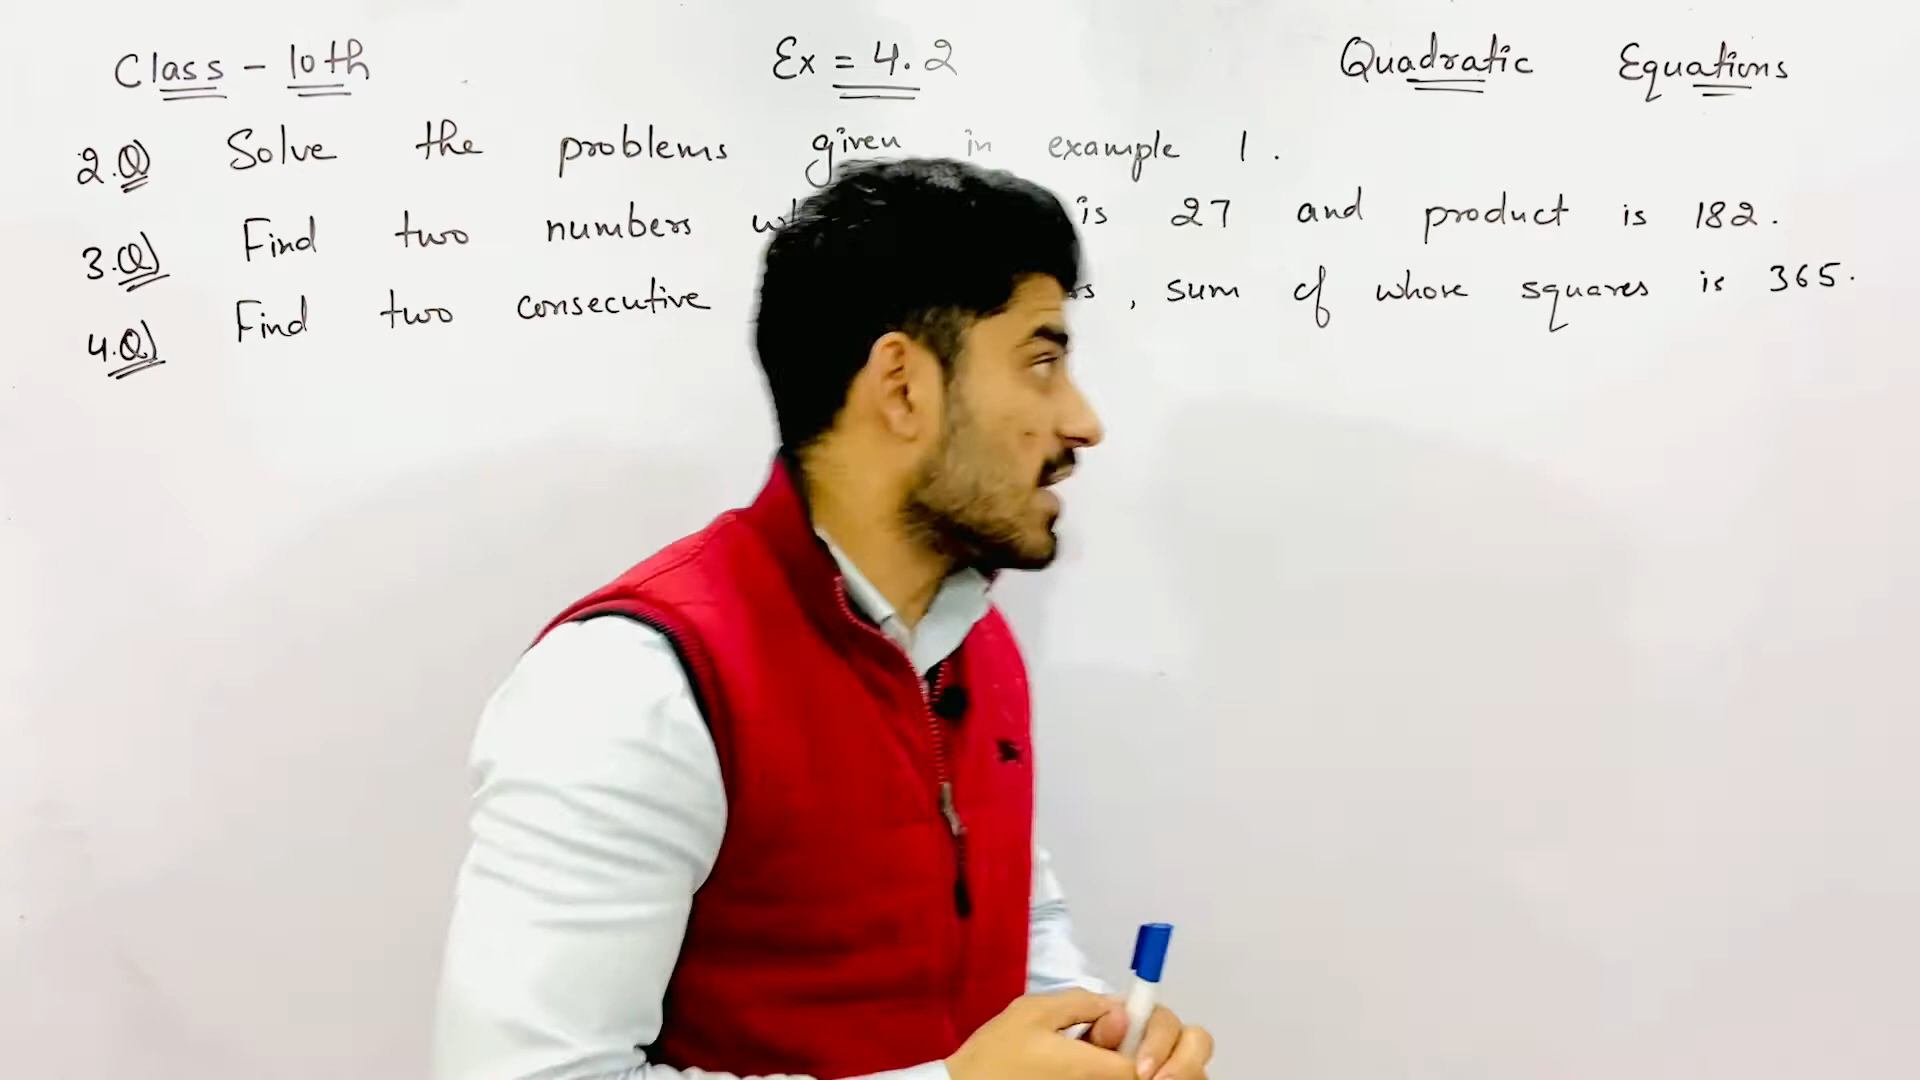 Class - 10th Ex = 4.2 Quadratic Equations
2.Q) Solve the problems given in example 1.
3.Q) Find two numbers is 27 and product is 182.
4.Q) Find two consecutive , sum of whose squares is 365.